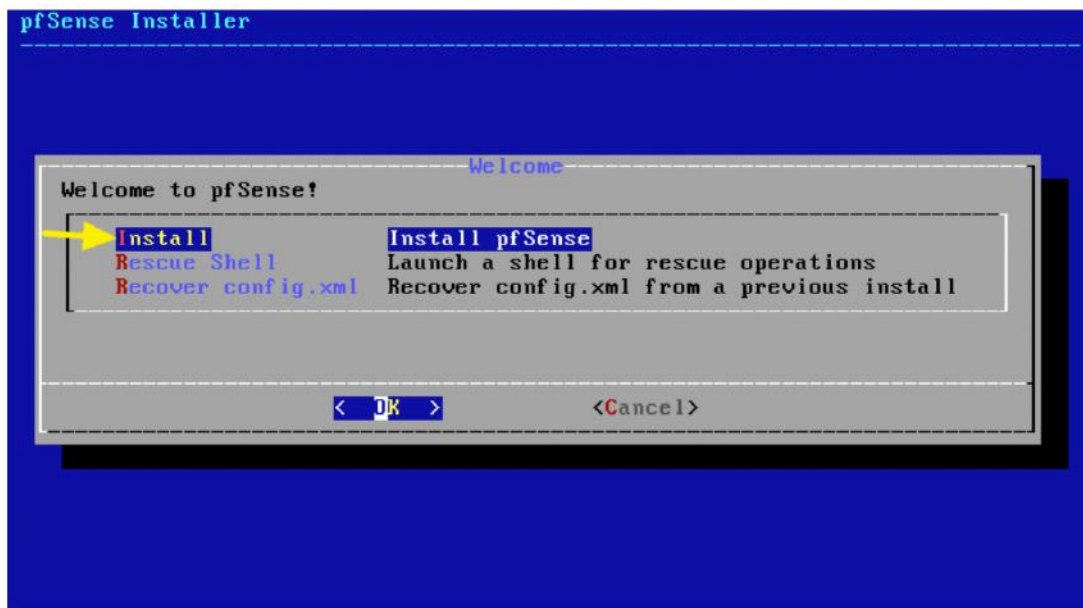 pfSense Installer
Welcome
Welcome to pfSense!
Install Install pfSense
Rescue Shell Launch a shell for rescue operations
Recover config.xml Recover config.xml from a previous install
< OK > <Cancel>